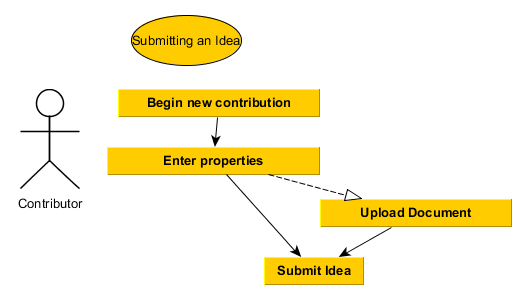 Submitting an Idea
Begin new contribution
Enter properties
Contributor
Upload Document
Submit Idea